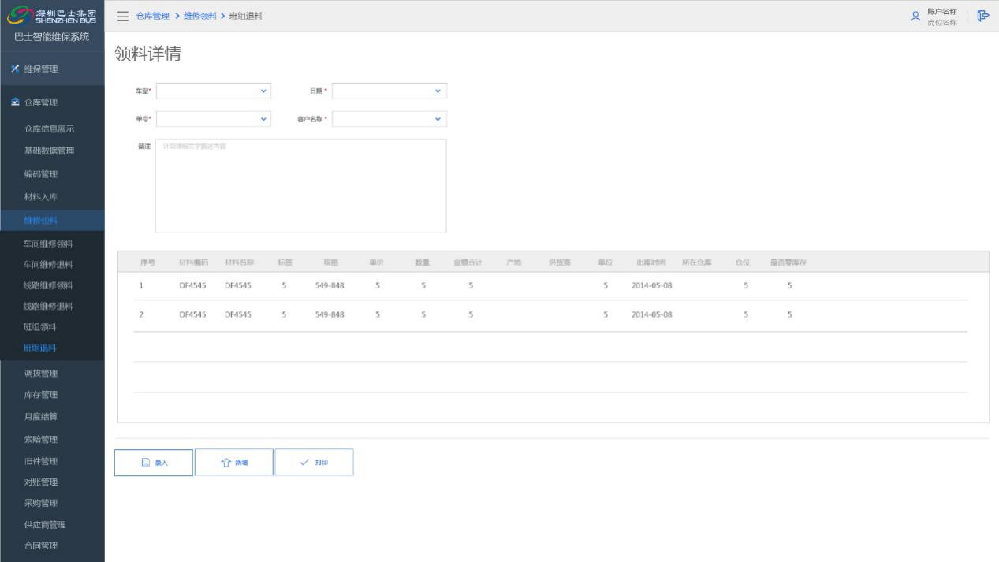 深圳巴士集团
SHENZHEN BUS
巴士智能维保系统
维保管理
仓库管理
仓库信息展示
基础数据管理
编码管理
材料入库
维修领料
车间维修领料
车间维修退料
线路维修领料
线路维修退料
班组领料
班组退料
调拨管理
库存管理
月度结算
索赔管理
旧件管理
对账管理
采购管理
供应商管理
合同管理
仓库管理 > 维修领料 > 班组退料
账户名称
岗位名称
领料详情
车型* 日期*
单号* 客户名称*
备注 计划详细文字描述内容
序号 材料编码 材料名称 标签 规格 单价 数量 金额合计 产地 供货商 单位 出库时间 所在仓库 仓位 是否零库存
1 DF4545 DF4545 5 549-848 5 5 5 5 2014-05-08 5 5
2 DF4545 DF4545 5 549-848 5 5 5 5 2014-05-08 5 5
录入 新增 打印